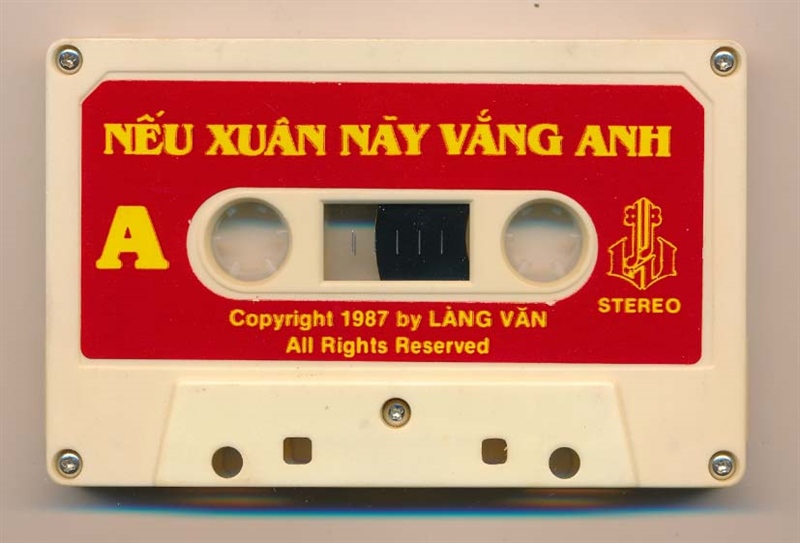 NẾU XUÂN NÀY VẮNG ANH
A
STEREO
Copyright 1987 by LÀNG VĂN
All Rights Reserved